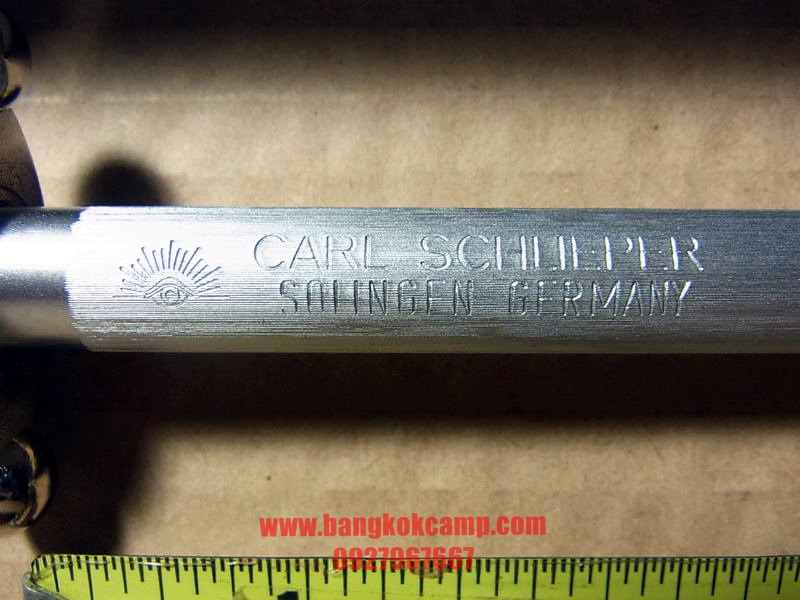 CARL SCHLIEPER
SOLINGEN GERMANY
www.bangkokcamp.com
0927967667